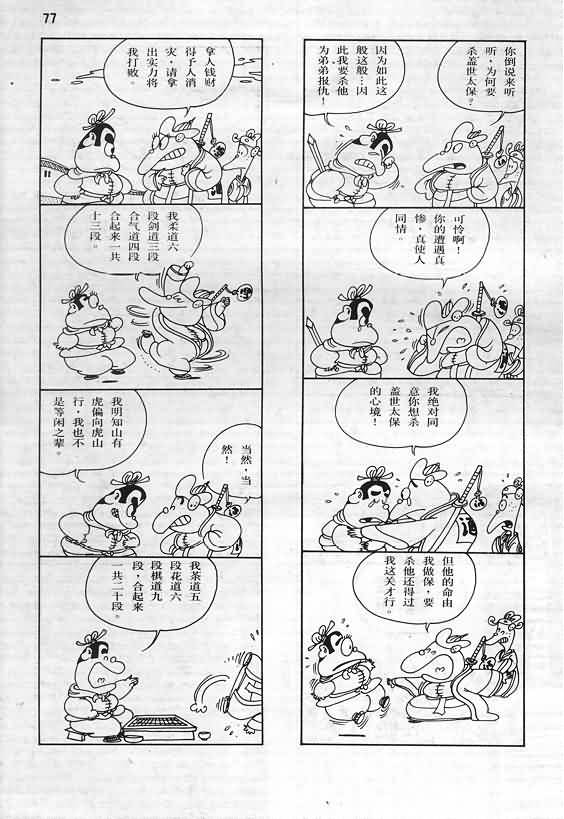 77
你倒说来听
听,为何要
杀盖世太保?
因为如此这
般这般…因
此我要杀他
为弟弟报仇!
可怜啊!
你的遭遇真
惨,真使人
同情。
我绝对同
意你想杀
盖世太保
的心境!
但他的命由
我做保,要
杀他还得过
我这关才行。
拿人钱财
得予人消
灾,请拿
出实力将
我打败。
我柔道六
段剑道三段
合气道四段
合起来一共
十三段。
我明知山有
虎偏向虎山
行,我也不
是等闲之辈。
当然,当
然!
我茶道五
段花道六
段棋道九
段,合起来
一共二十段。
酒